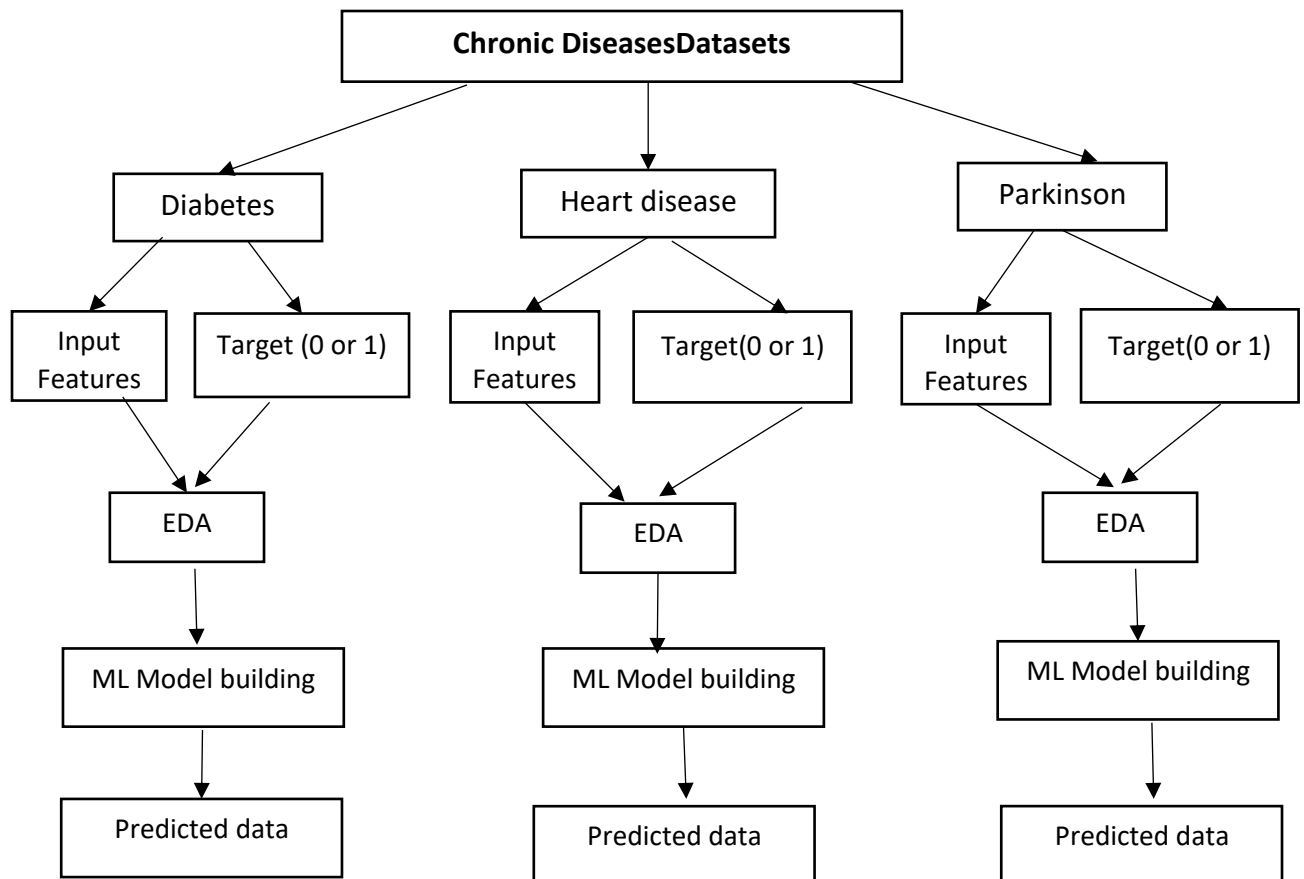 Chronic DiseasesDatasets
Diabetes
Heart disease
Parkinson
Input
Features
Target (0 or 1)
Input
Features
Target(0 or 1)
Input
Features
Target(0 or 1)
EDA
EDA
EDA
ML Model building
ML Model building
ML Model building
Predicted data
Predicted data
Predicted data